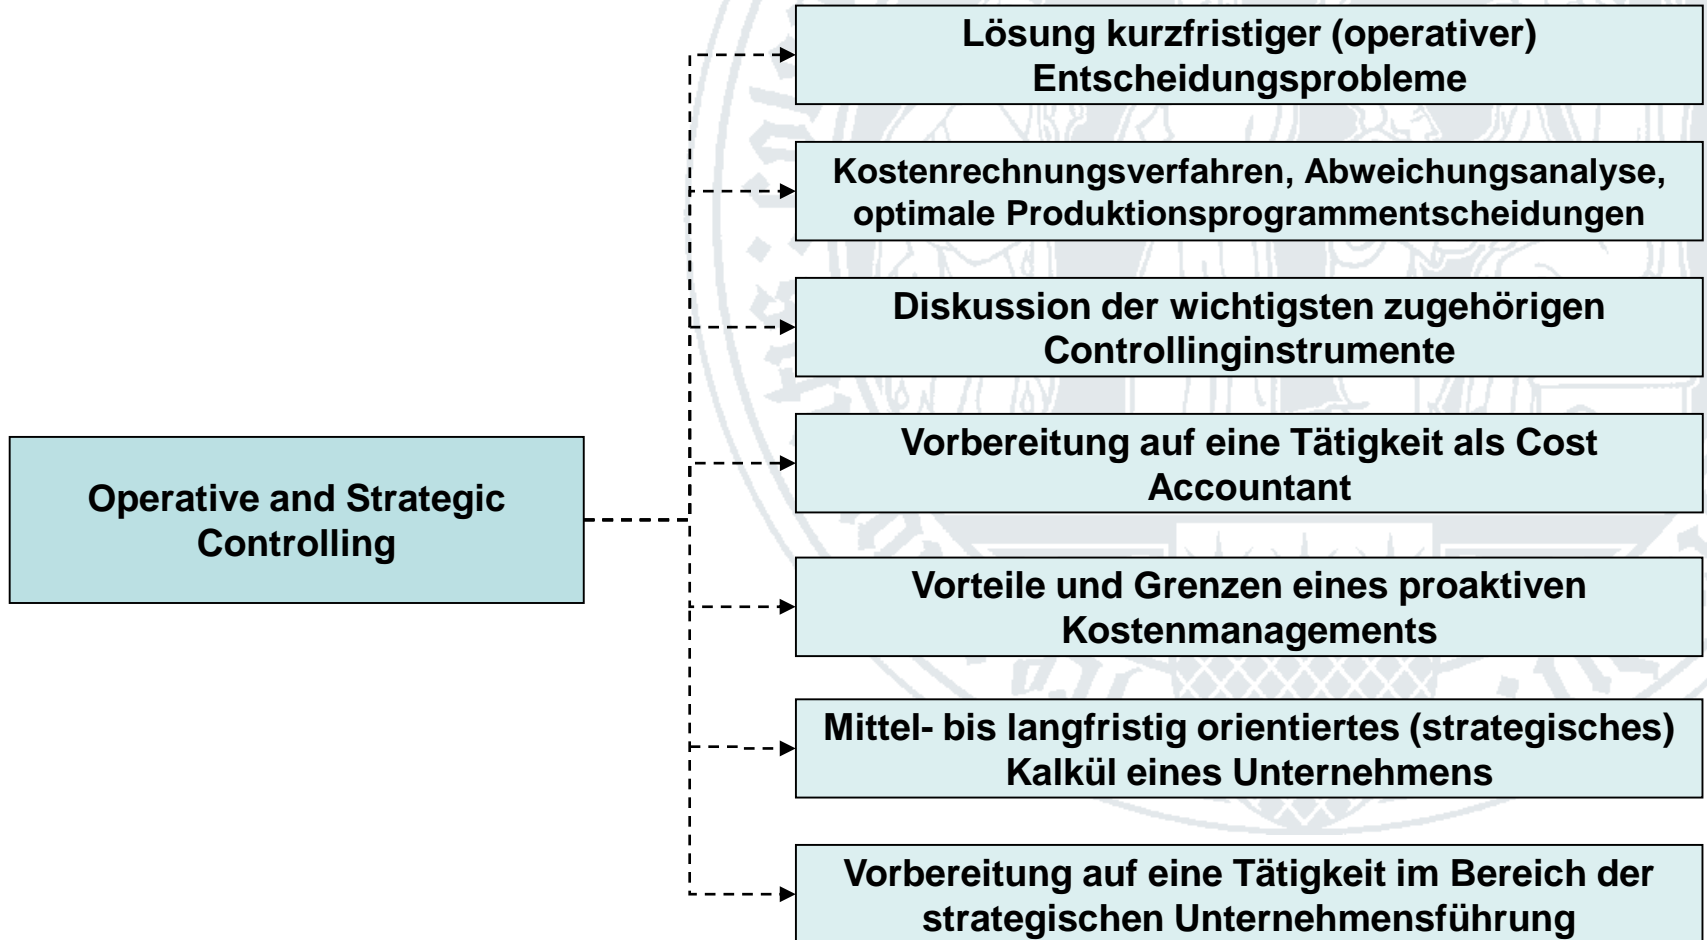 Lösung kurzfristiger (operativer)
Entscheidungsprobleme
Kostenrechnungsverfahren, Abweichungsanalyse,
optimale Produktionsprogrammentscheidungen
Diskussion der wichtigsten zugehörigen
Controllinginstrumente
Vorbereitung auf eine Tätigkeit als Cost
Accountant
Operative and Strategic
Controlling
Vorteile und Grenzen eines proaktiven
Kostenmanagements
Mittel- bis langfristig orientiertes (strategisches)
Kalkül eines Unternehmens
Vorbereitung auf eine Tätigkeit im Bereich der
strategischen Unternehmensführung